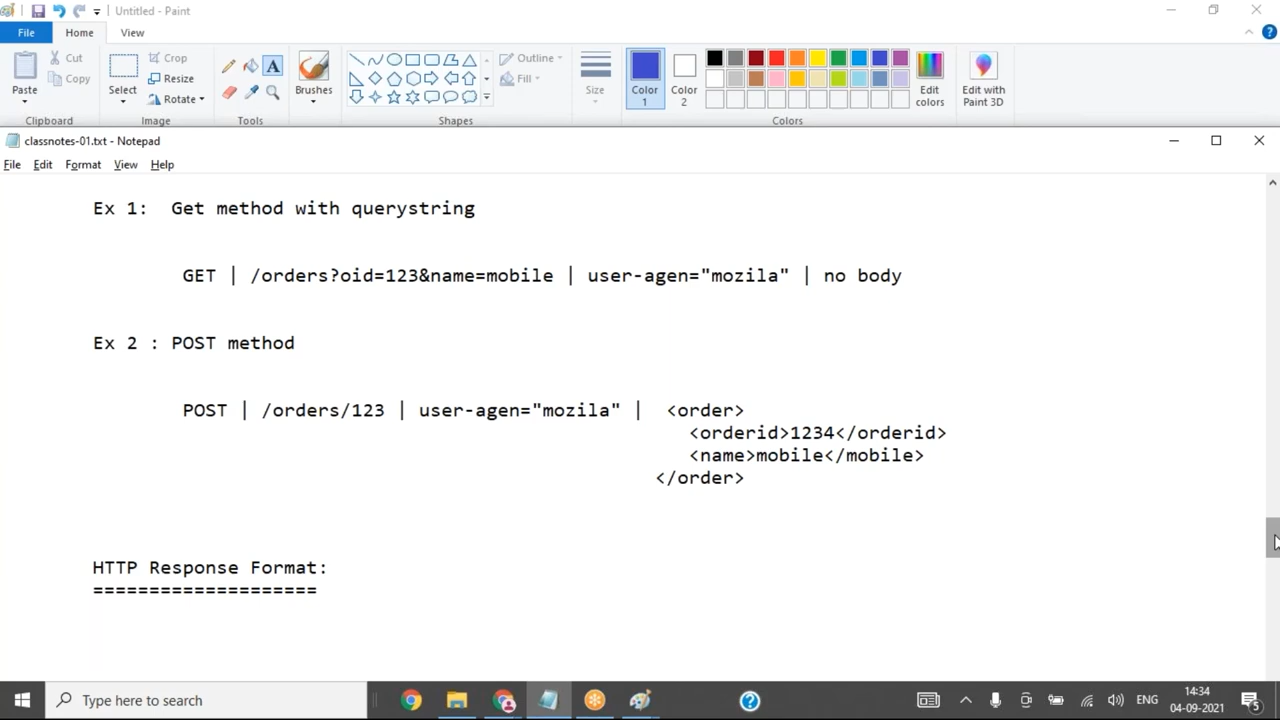 Untitled - Paint
File Home View
Cut
Copy
Paste
Clipboard
Crop
Resize
Rotate
Select
Image
Tools
Brushes
Outline
Fill
Shapes
Size
Color 1
Color 2
Edit colors
Edit with Paint 3D
Colors
classnotes-01.txt - Notepad
File Edit Format View Help
Ex 1: Get method with querystring
GET | /orders?oid=123&name=mobile | user-agen="mozila" | no body
Ex 2 : POST method
POST | /orders/123 | user-agen="mozila" | <order>
<orderid>1234</orderid>
<name>mobile</mobile>
</order>
HTTP Response Format:
====================
Type here to search
ENG
14:34
04-09-2021
5